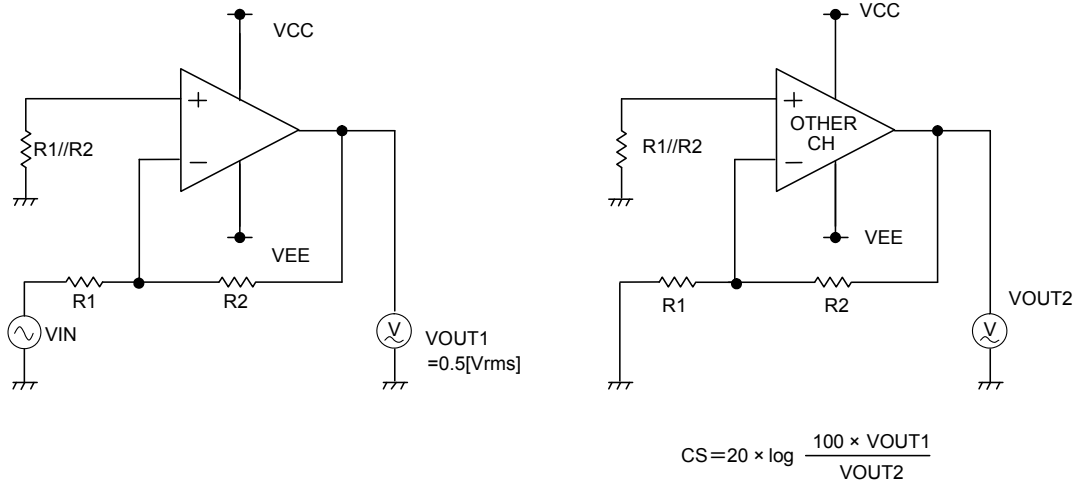 VCC
+
R1//R2
−
VEE
R1
R2
VIN
V
VOUT1
=0.5[Vrms]
VCC
+
OTHER
CH
R1//R2
−
VEE
R1
R2
VOUT2
V
CS=20 × log 100 × VOUT1
VOUT2